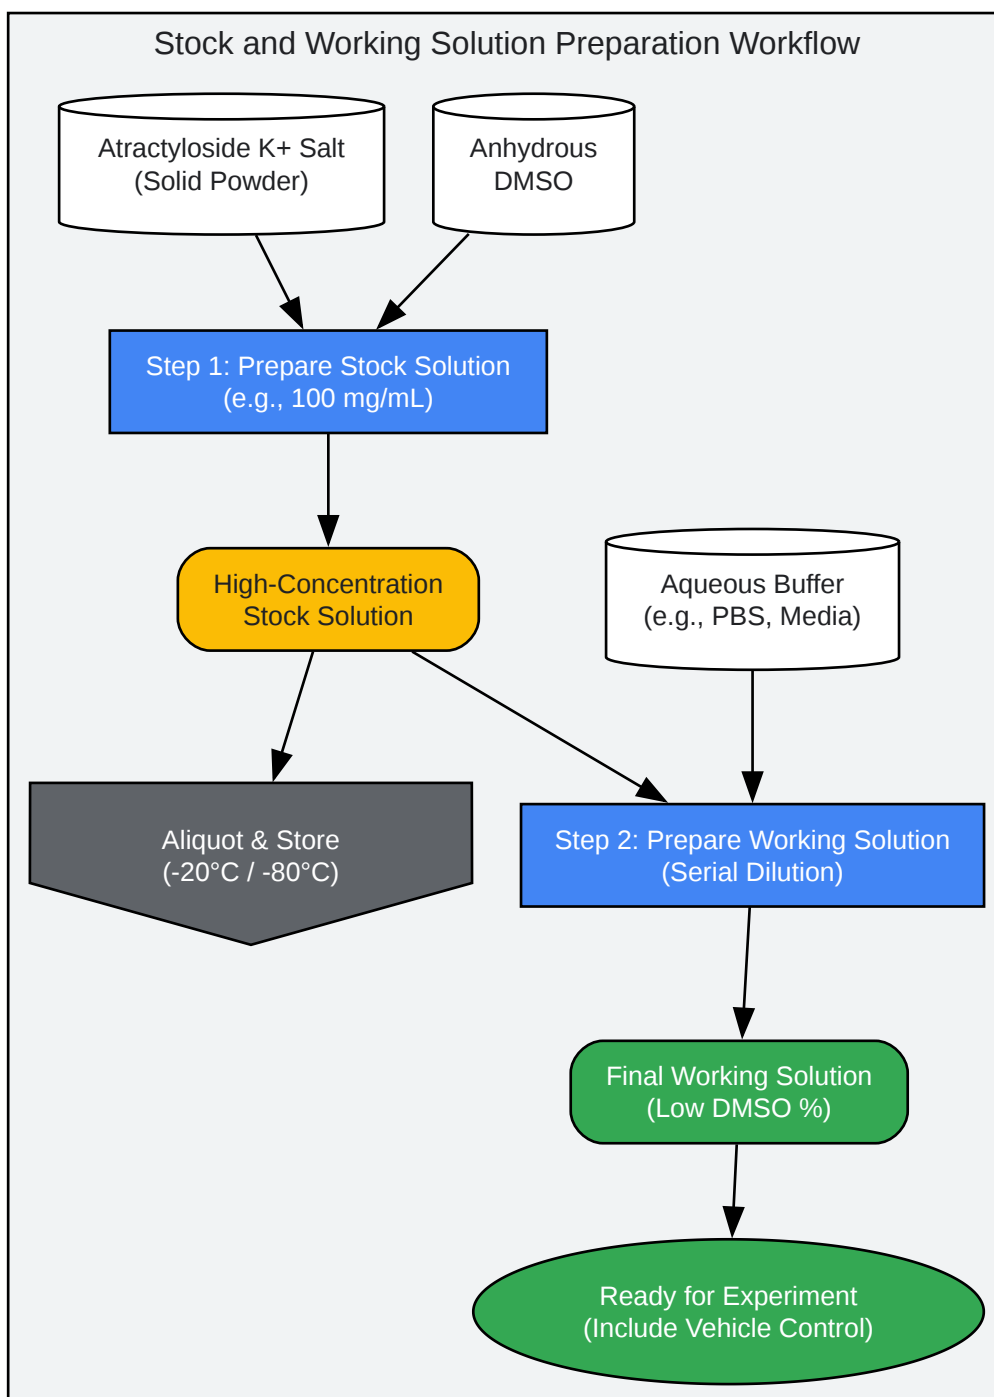 Stock and Working Solution Preparation Workflow
Atractyloside K+ Salt
(Solid Powder)
Anhydrous
DMSO
Step 1: Prepare Stock Solution
(e.g., 100 mg/mL)
High-Concentration
Stock Solution
Aqueous Buffer
(e.g., PBS, Media)
Aliquot & Store
(-20°C / -80°C)
Step 2: Prepare Working Solution
(Serial Dilution)
Final Working Solution
(Low DMSO %)
Ready for Experiment
(Include Vehicle Control)